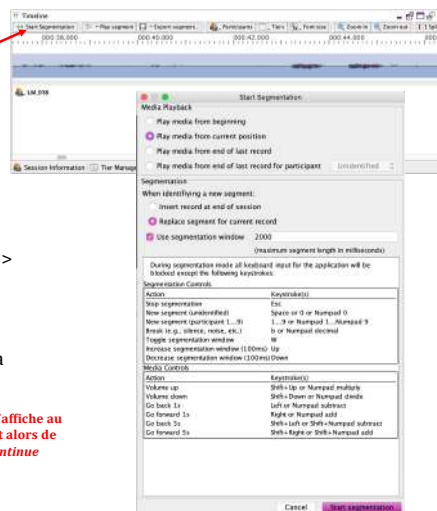 Timeline
Start Segmentation Play segment Export segment... Participants Tiers Font size Zoom in Zoom out
000:38.000 000:40.000 000:42.000 000:44.000
LM_018
Session Information Tier Manage
Start Segmentation
Media Playback
Play media from beginning
Play media from current position
Play media from end of last record
Play media from end of last record for participant Unidentified
Segmentation
When identifiying a new segment:
Insert record at end of session
Replace segment for current record
Use segmentation window 2000
(maximum segment length in milliseconds)
During segmentation mode all keyboard input for the application will be
blocked except the following keystrokes:
Segmentation Controls
Action Keystroke(s)
Stop segmentation Esc
New segment (unidentified) Space or 0 or Numpad 0
New segment (participant 1...9) 1...9 or Numpad 1...Numpad 9
Break (e.g., silence, noise, etc.) b or Numpad decimal
Toggle segmentation window W
Increase segmentation window (100ms) Up
Decrease segmentation window (100ms) Down
Media Controls
Action Keystroke(s)
Volume up Shift+Up or Numpad multiply
Volume down Shift+Down or Numpad divide
Go back 1s Left or Numpad subtract
Go forward 1s Right or Numpad add
Go back 5s Shift+Left or Shift+Numpad subtract
Go forward 5s Shift+Right or Shift+Numpad add
Cancel Start segmentation
>
'affiche au
t alors de
ntinue